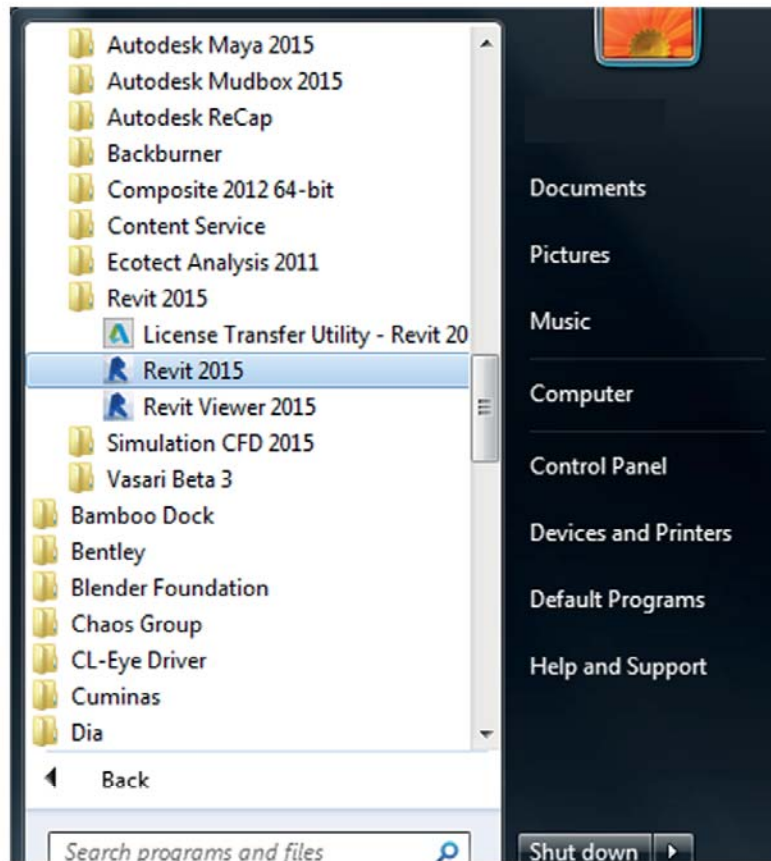 Autodesk Maya 2015
Autodesk Mudbox 2015
Autodesk ReCap
Backburner
Composite 2012 64-bit
Content Service
Ecotect Analysis 2011
Revit 2015
License Transfer Utility - Revit 20
Revit 2015
Revit Viewer 2015
Simulation CFD 2015
Vasari Beta 3
Bamboo Dock
Bentley
Blender Foundation
Chaos Group
CL-Eye Driver
Cuminas
Dia
Back
Search programs and files
Documents
Pictures
Music
Computer
Control Panel
Devices and Printers
Default Programs
Help and Support
Shut down